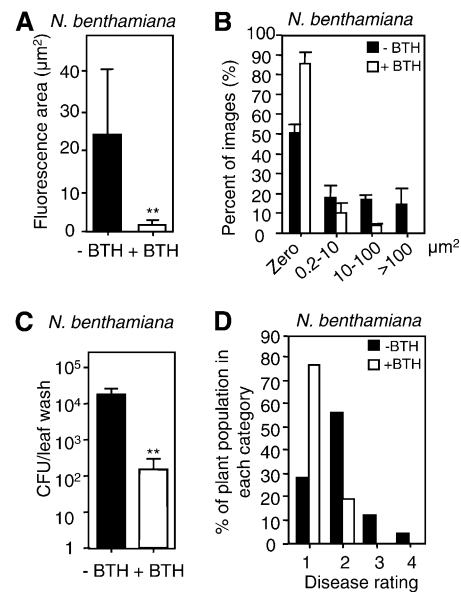 A
N. benthamiana
Fluorescence area (µm²)
40
30
20
10
0
**
- BTH + BTH
B
N. benthamiana
Percent of images (%)
100
90
80
70
60
50
40
30
20
10
0
- BTH
+ BTH
Zero
0.2-10
10-100
>100
µm²
C
N. benthamiana
CFU/leaf wash
10⁵
10⁴
10³
10²
10
1
**
- BTH + BTH
D
N. benthamiana
% of plant population in
each category
90
80
70
60
50
40
30
20
10
0
-BTH
+BTH
1 2 3 4
Disease rating